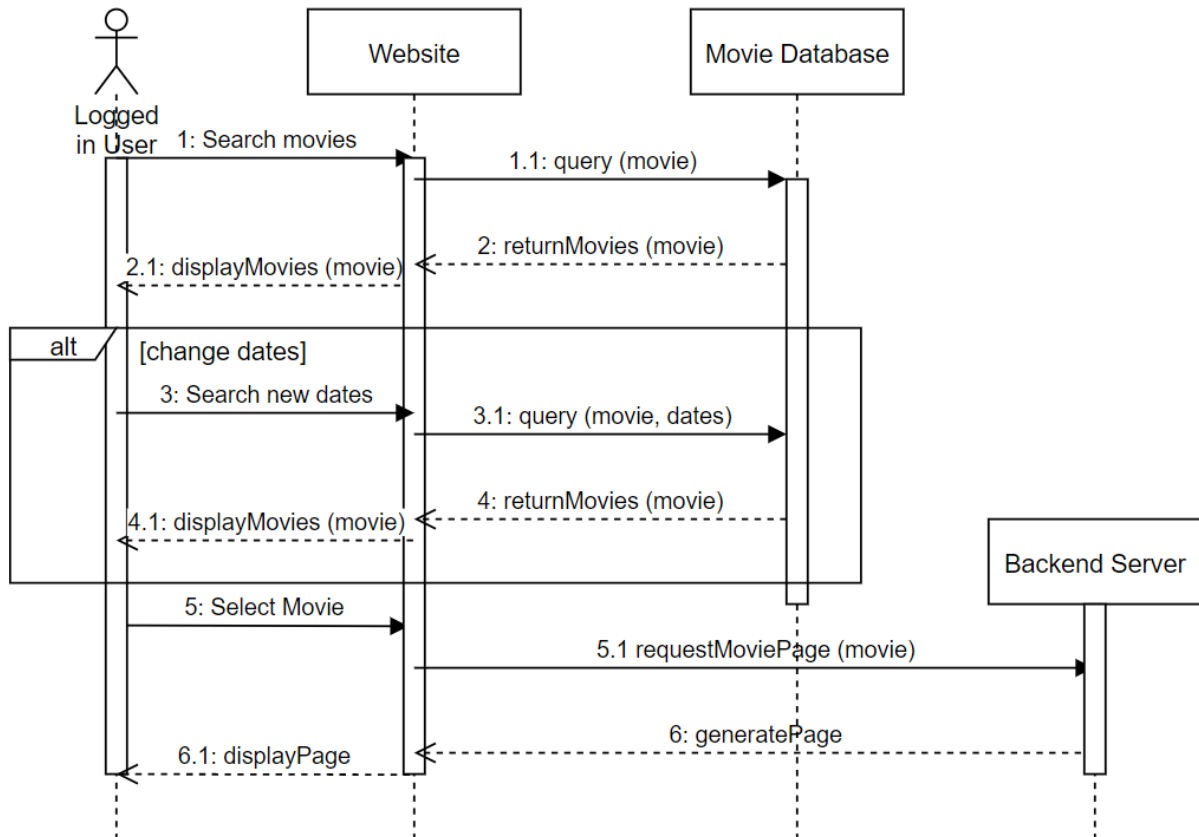 Website
Movie Database
Logged
in User
1: Search movies
1.1: query (movie)
2: returnMovies (movie)
2.1: displayMovies (movie)
alt
[change dates]
3: Search new dates
3.1: query (movie, dates)
4: returnMovies (movie)
4.1: displayMovies (movie)
Backend Server
5: Select Movie
5.1 requestMoviePage (movie)
6: generatePage
6.1: displayPage